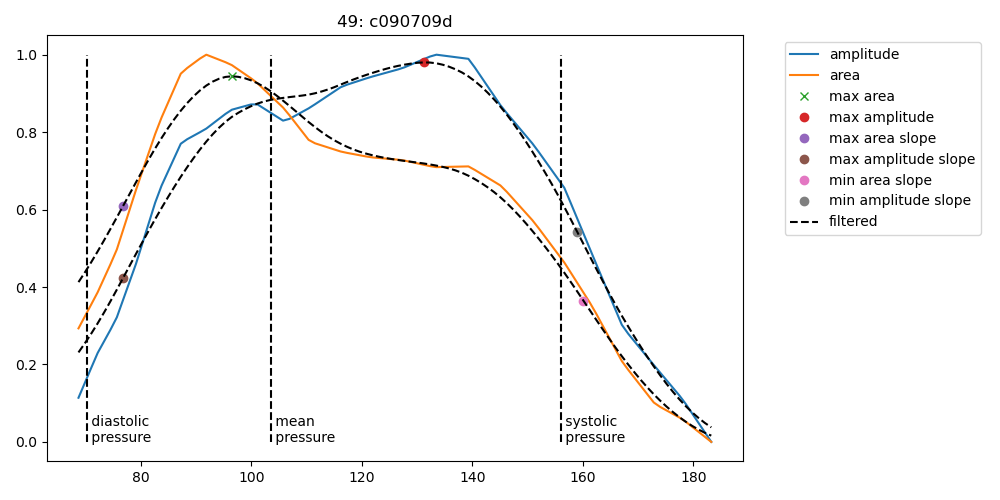 49: c090709d
1.0
0.8
0.6
0.4
0.2
0.0
diastolic
pressure
mean
pressure
systolic
pressure
80
100
120
140
160
180
amplitude
area
max area
max amplitude
max area slope
max amplitude slope
min area slope
min amplitude slope
filtered